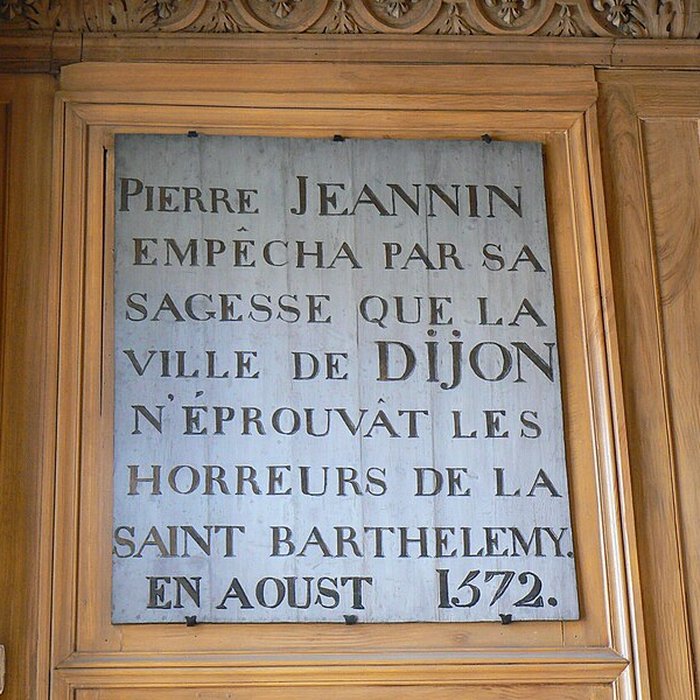 PIERRE JEANNIN
EMPÊCHA PAR SA
SAGESSE QUE LA
VILLE DE DIJON
N'ÉPROUVÂT LES
HORREURS DE LA
SAINT BARTHELEMY.
EN AOUST 1572.